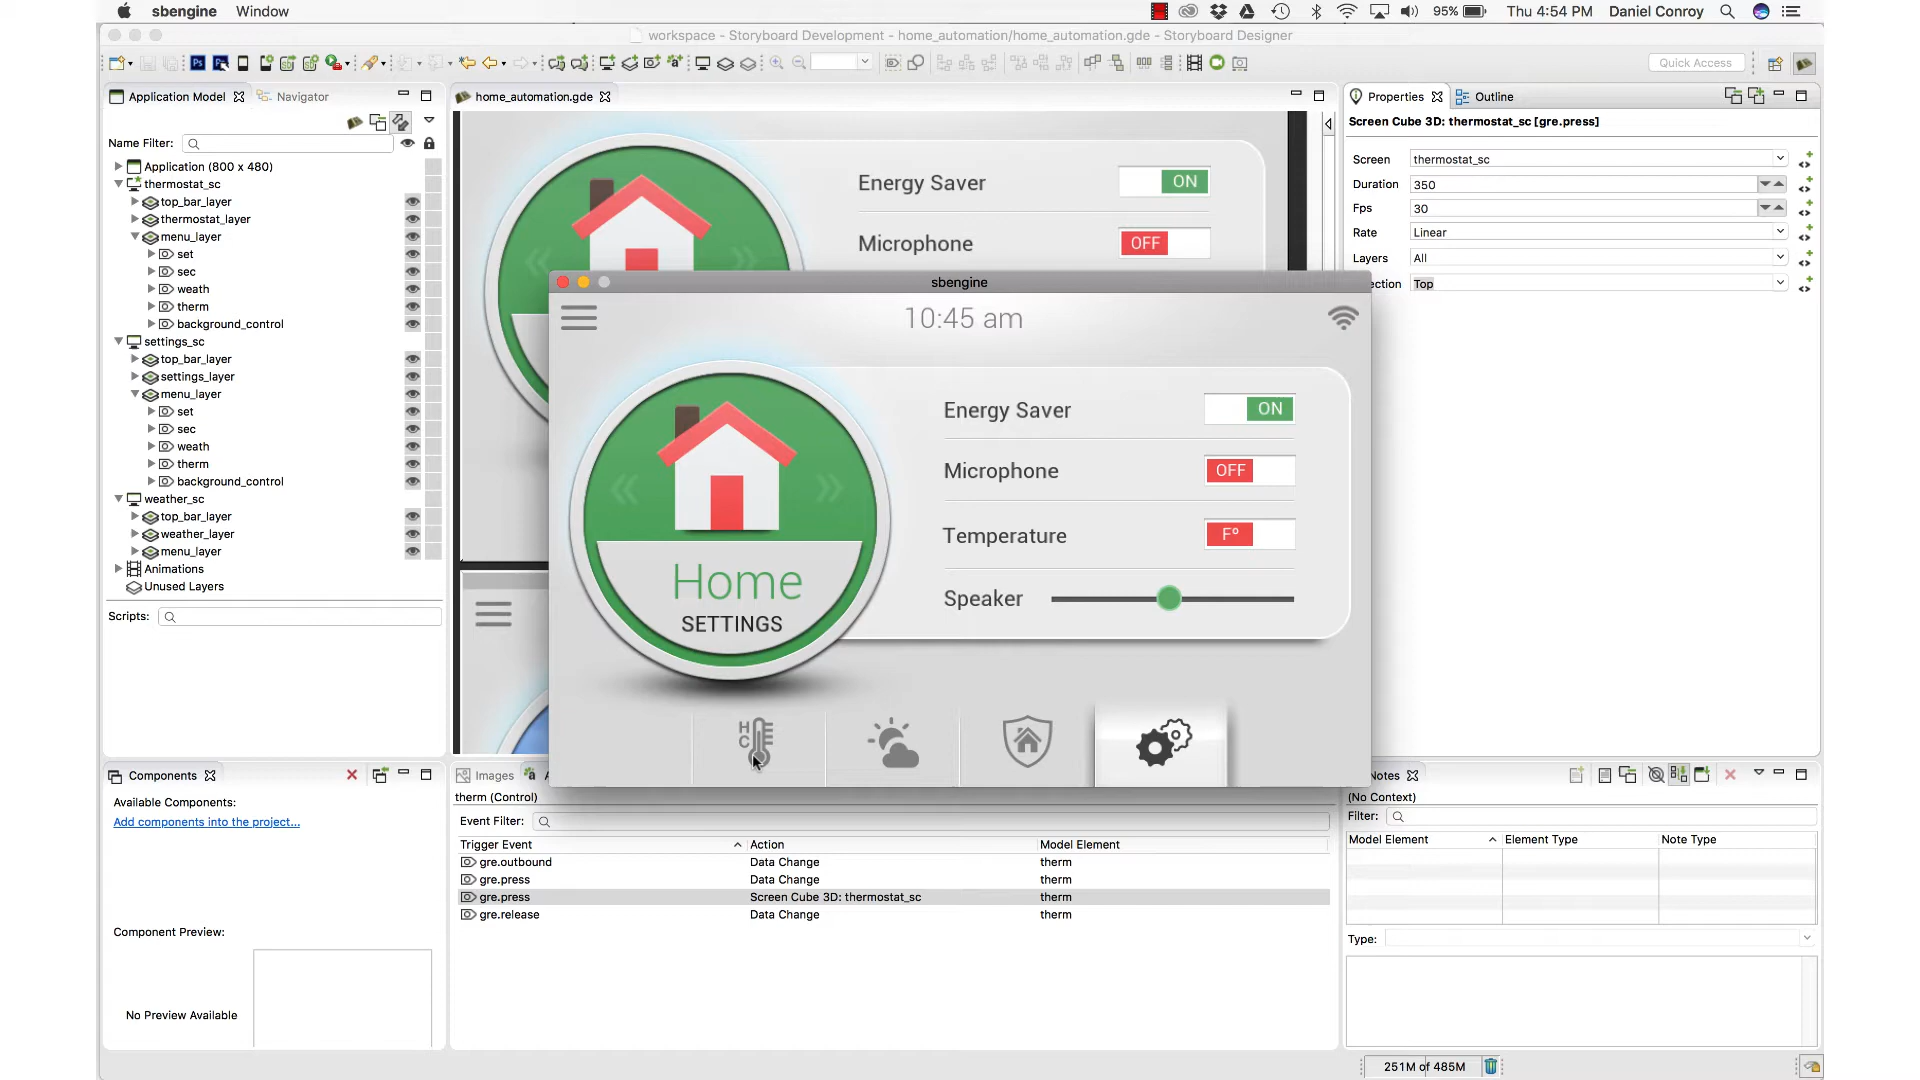 sbengine Window
95% Thu 4:54 PM Daniel Conroy
workspace - Storyboard Development - home_automation/home_automation.gde - Storyboard Designer
Ps
Quick Access
Application Model Navigator
Name Filter:
Application (800 x 480)
thermostat_sc
top_bar_layer
thermostat_layer
menu_layer
set
sec
weath
therm
background_control
settings_sc
top_bar_layer
settings_layer
menu_layer
set
sec
weath
therm
background_control
weather_sc
top_bar_layer
weather_layer
menu_layer
Animations
Unused Layers
Scripts:
home_automation.gde
Energy Saver ON
Microphone OFF
sbengine
10:45 am
Energy Saver ON
Microphone OFF
Temperature F°
Speaker
Home
SETTINGS
H
C
Properties Outline
Screen Cube 3D: thermostat_sc [gre.press]
Screen thermostat_sc
Duration 350
Fps 30
Rate Linear
Layers All
ection Top
Components
Available Components:
Add components into the project...
Component Preview:
No Preview Available
Images a
therm (Control)
Event Filter:
Trigger Event Action Model Element
gre.outbound Data Change therm
gre.press Data Change therm
gre.press Screen Cube 3D: thermostat_sc therm
gre.release Data Change therm
Notes
(No Context)
Filter:
Model Element Element Type Note Type
Type:
251M of 485M